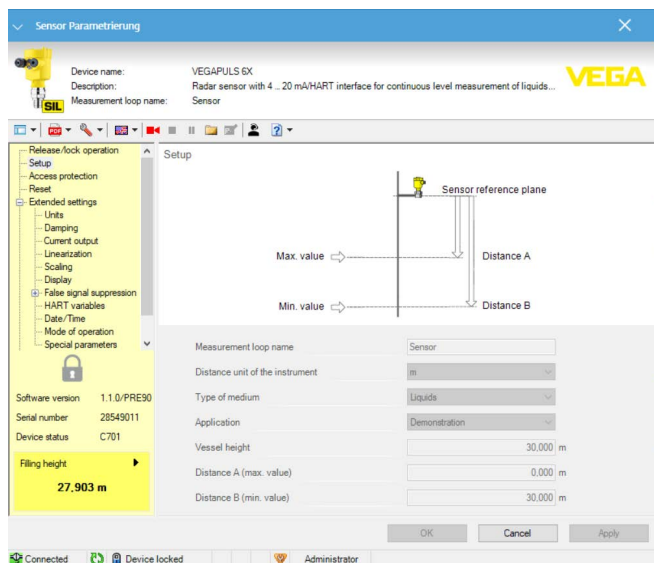 Sensor Parametrierung
Device name: VEGAPULS 6X
Description: Radar sensor with 4 ... 20 mA/HART interface for continuous level measurement of liquids...
Measurement loop name: Sensor
SIL
VEGA
PDF
Release/lock operation
Setup
Access protection
Reset
Extended settings
Units
Damping
Current output
Linearization
Scaling
Display
False signal suppression
HART variables
Date/Time
Mode of operation
Special parameters
Software version 1.1.0/PRE90
Serial number 28549011
Device status C701
Filling height
27,903 m
Setup
Sensor reference plane
Max. value
Distance A
Min. value
Distance B
Measurement loop name Sensor
Distance unit of the instrument m
Type of medium Liquids
Application Demonstration
Vessel height 30,000 m
Distance A (max. value) 0,000 m
Distance B (min. value) 30,000 m
OK Cancel Apply
Connected Device locked Administrator